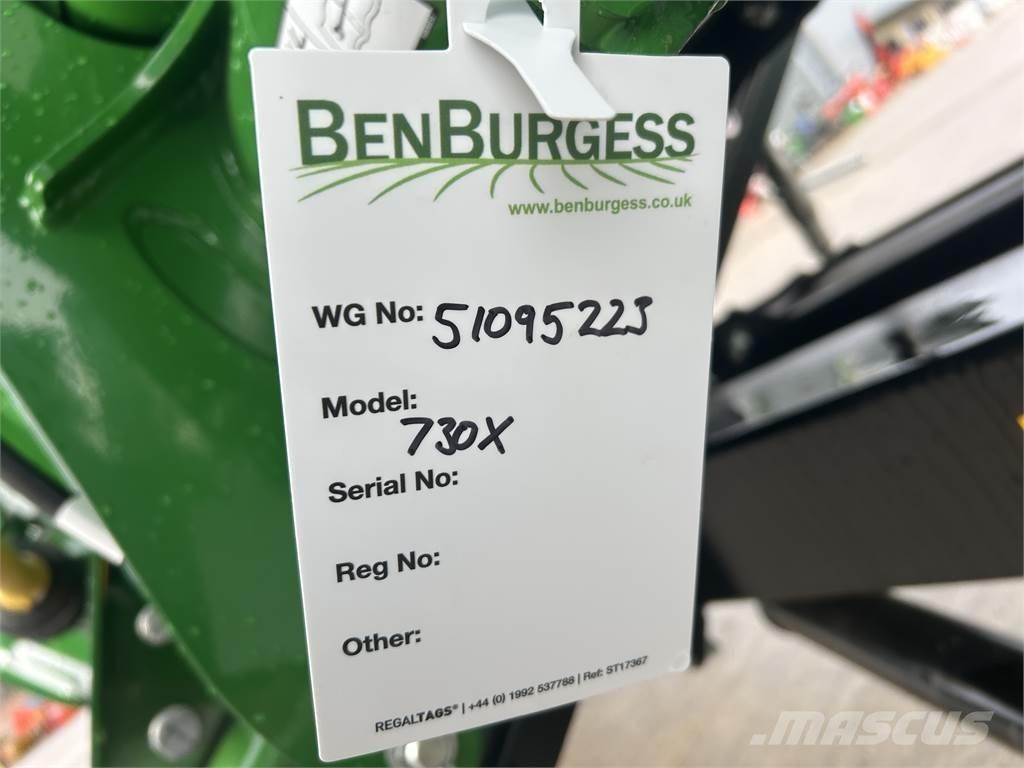 BENBURGESS
www.benburgess.co.uk
WG No: 51095223
Model: 730X
Serial No:
Reg No:
Other:
REGALTAGS® | +44 (0) 1992 537788 | Ref: ST17367
MASCUS